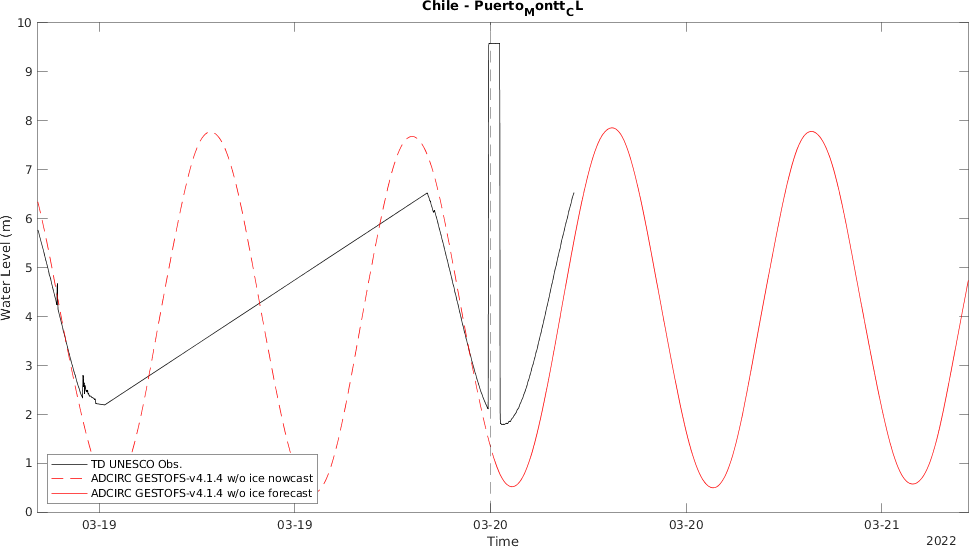 Chile - PuertoMonttCL
10
9
8
7
6
5
4
3
2
1
0
Water Level (m)
TD UNESCO Obs.
ADCIRC GESTOFS-v4.1.4 w/o ice nowcast
ADCIRC GESTOFS-v4.1.4 w/o ice forecast
03-19 03-19 03-20 03-20 03-21
Time
2022